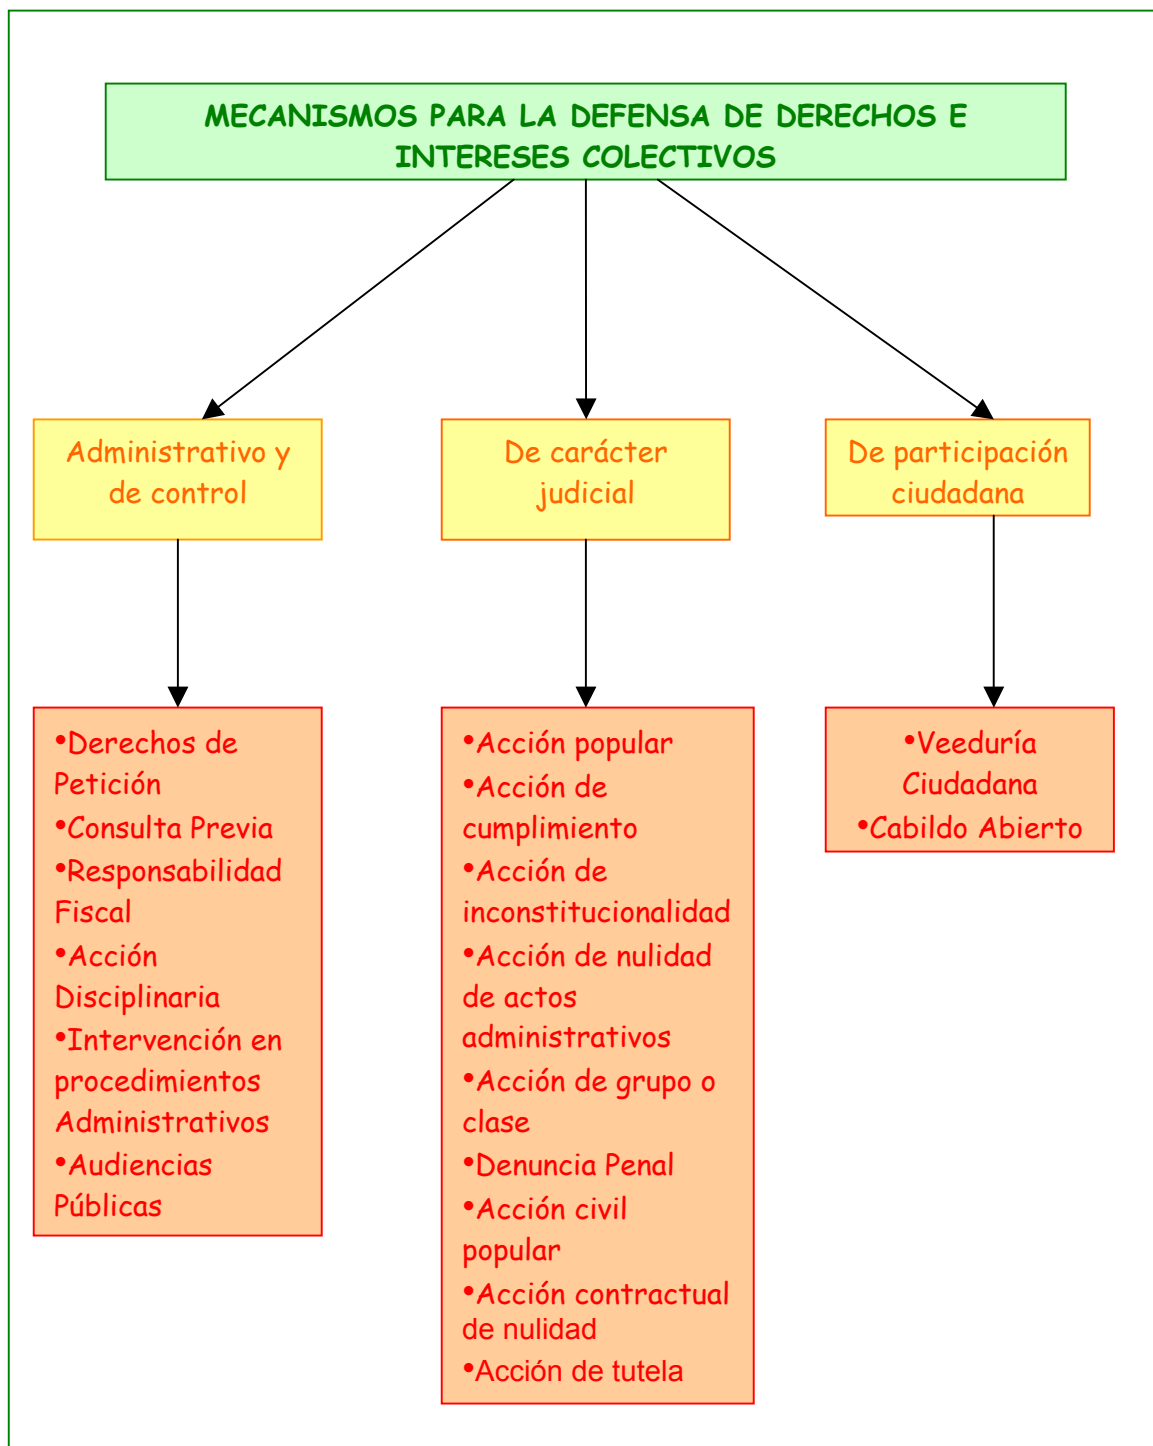 MECANISMOS PARA LA DEFENSA DE DERECHOS E
INTERESES COLECTIVOS
Administrativo y
de control
De carácter
judicial
De participación
ciudadana
•Derechos de
Petición
•Consulta Previa
•Responsabilidad
Fiscal
•Acción
Disciplinaria
•Intervención en
procedimientos
Administrativos
•Audiencias
Públicas
•Acción popular
•Acción de
cumplimiento
•Acción de
inconstitucionalidad
•Acción de nulidad
de actos
administrativos
•Acción de grupo o
clase
•Denuncia Penal
•Acción civil
popular
•Acción contractual
de nulidad
•Acción de tutela
•Veeduría
Ciudadana
•Cabildo Abierto